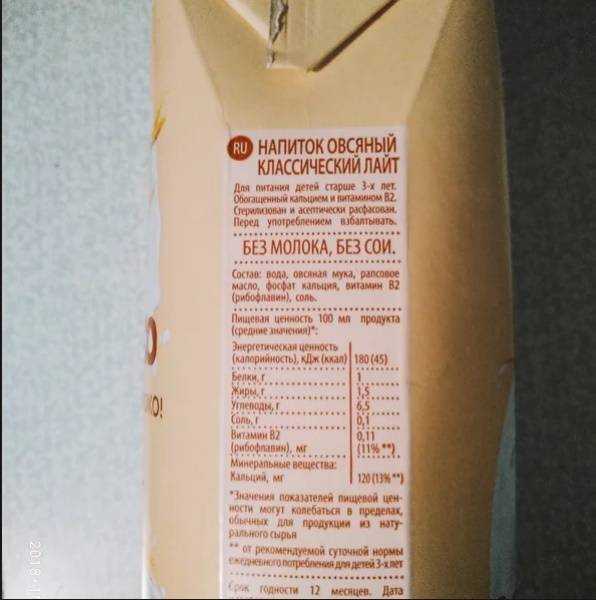 RU НАПИТОК ОВСЯНЫЙ
КЛАССИЧЕСКИЙ ЛАЙТ
Для питания детей старше 3-х лет.
Обогащенный кальцием и витамином В2.
Стерилизован и асептически расфасован.
Перед употреблением взбалтывать.
БЕЗ МОЛОКА, БЕЗ СОИ.
Состав: вода, овсяная мука, рапсовое
масло, фосфат кальция, витамин В2
(рибофлавин), соль.
Пищевая ценность 100 мл продукта
(средние значения)*:
Энергетическая ценность
(калорийность), кДж (ккал) 180 (45)
Белки, г 1
Жиры, г 1,5
Углеводы, г 6,5
Соль, г 0,1
Витамин В2 0,11
(рибофлавин), мг (11% **)
Минеральные вещества:
Кальций, мг 120 (13% **)
*Значения показателей пищевой цен-
ности могут колебаться в пределах,
обычных для продукции из нату-
рального сырья
** от рекомендуемой суточной нормы
ежедневного потребления для детей 3-х лет
Срок годности 12 месяцев. Дата